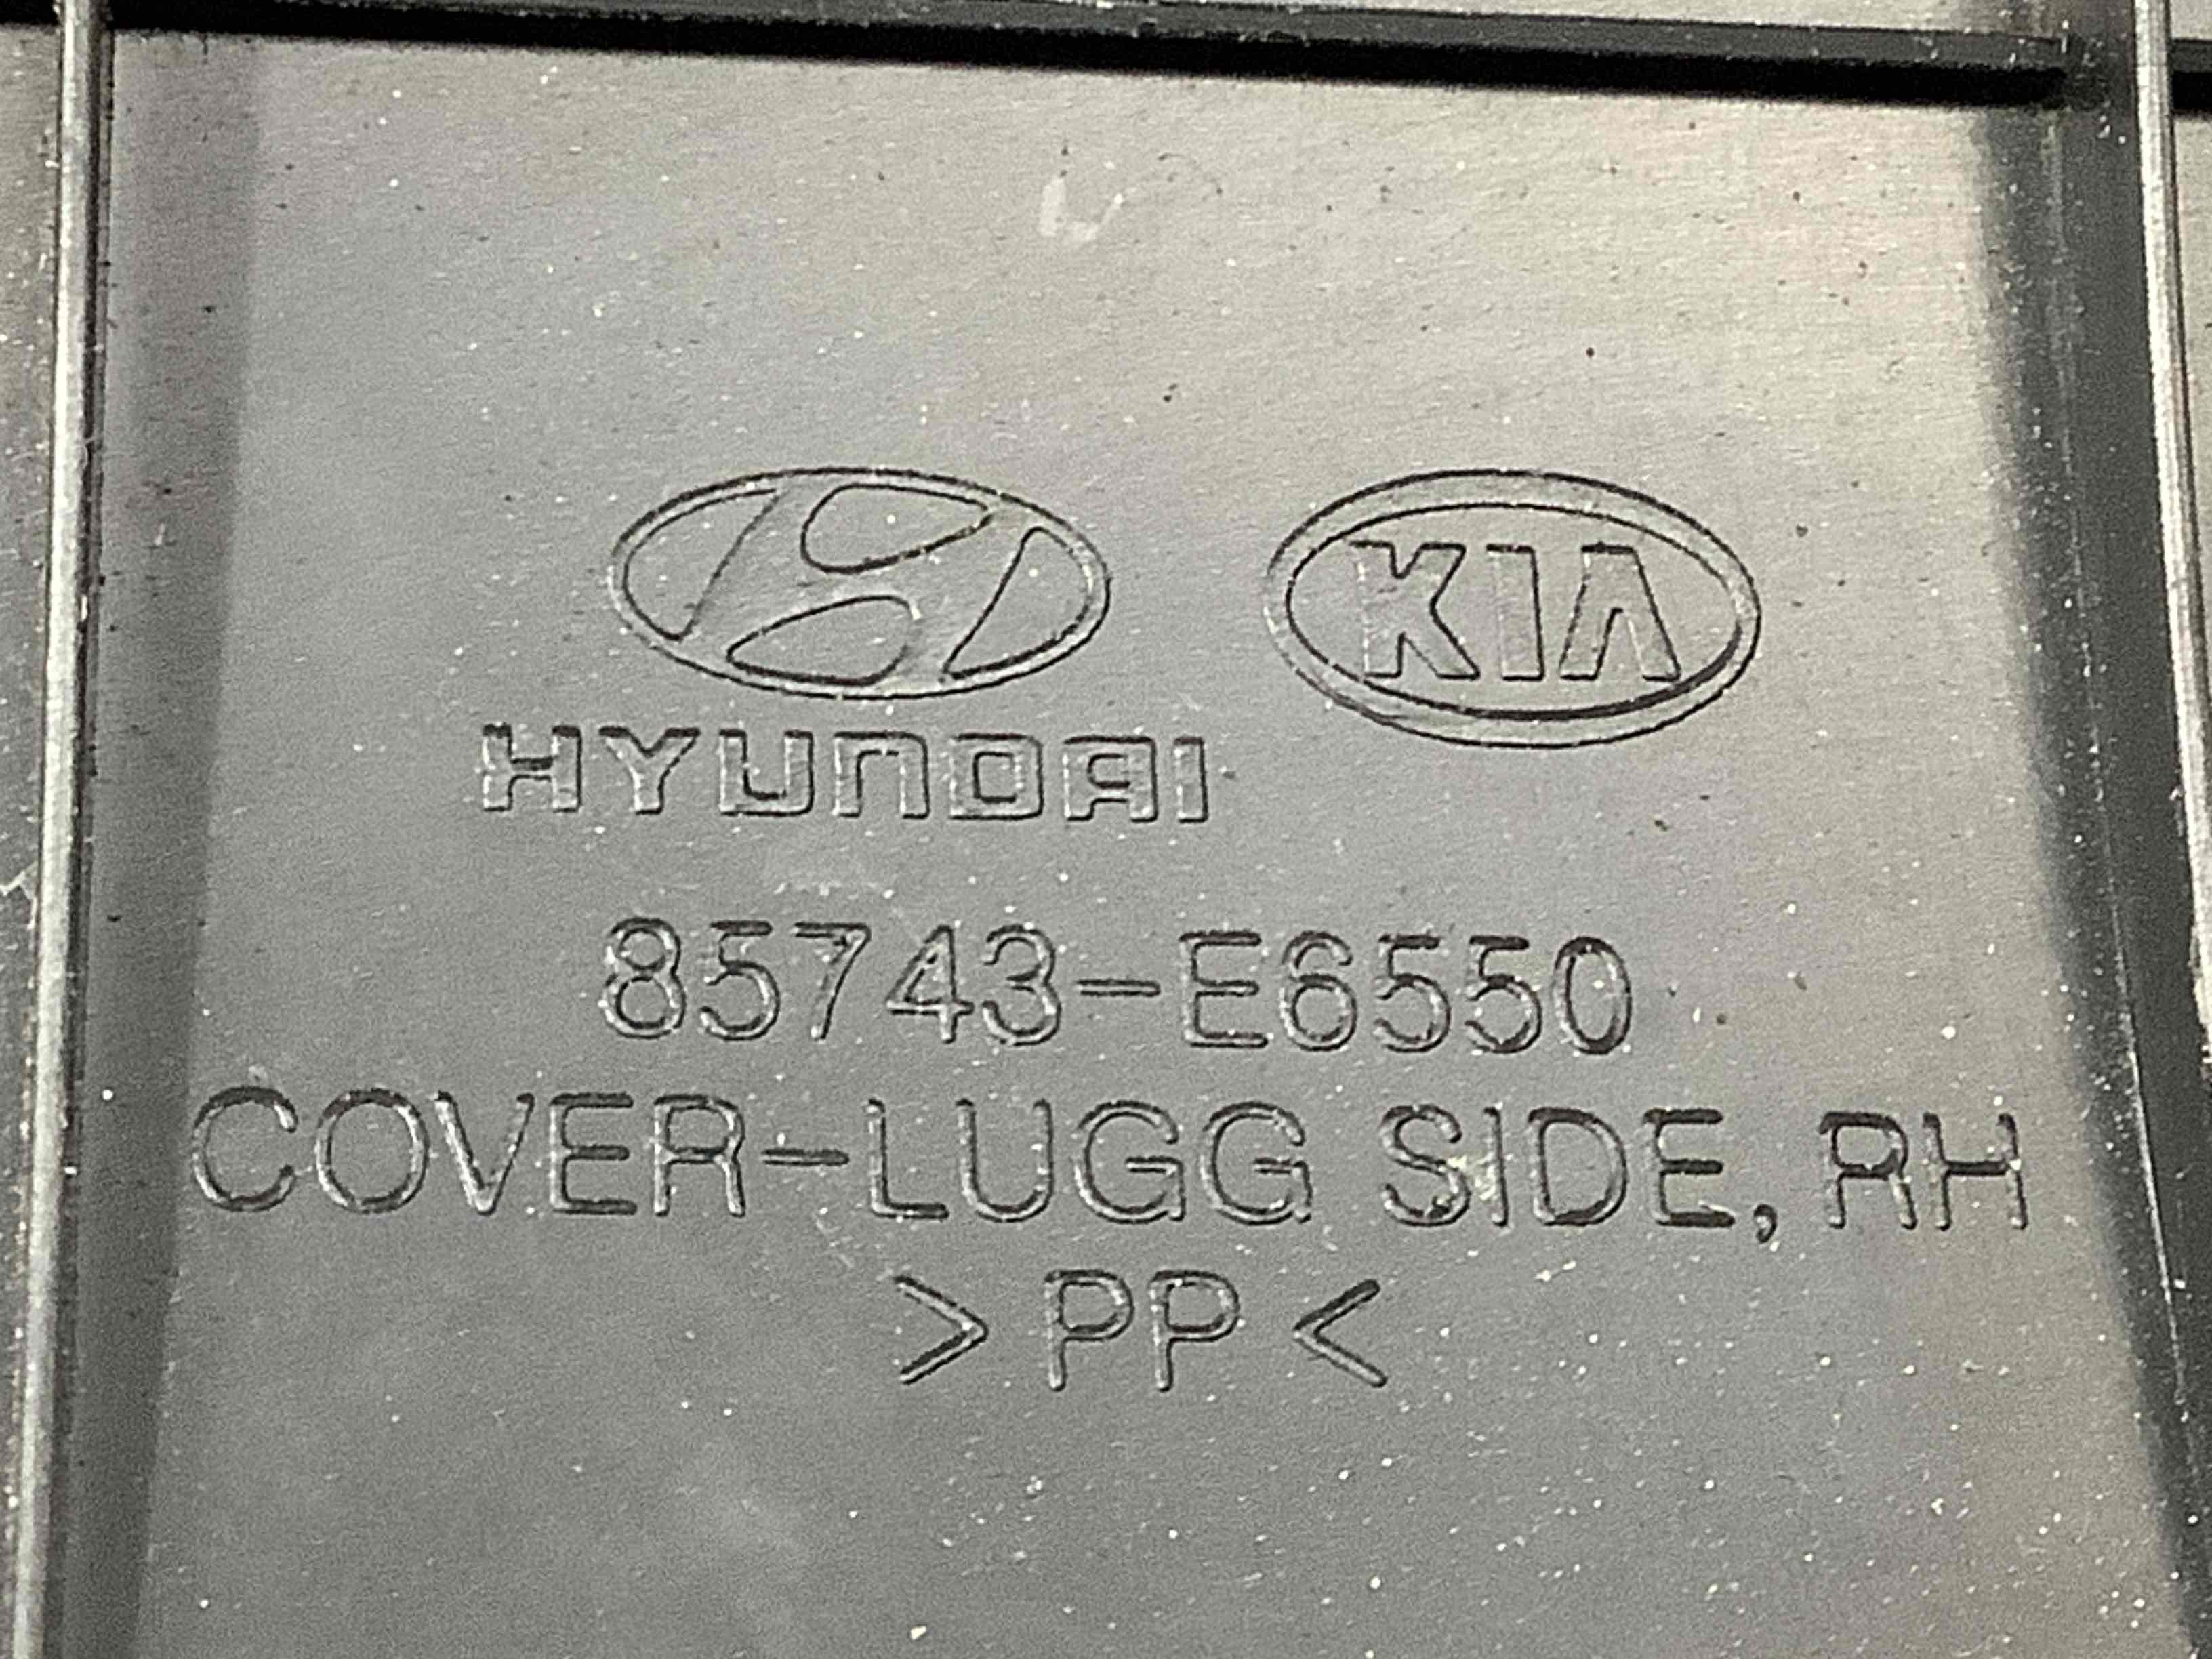 KIA
HYUNDAI
85743-E6550
COVER-LUGG SIDE, RH
>PP<